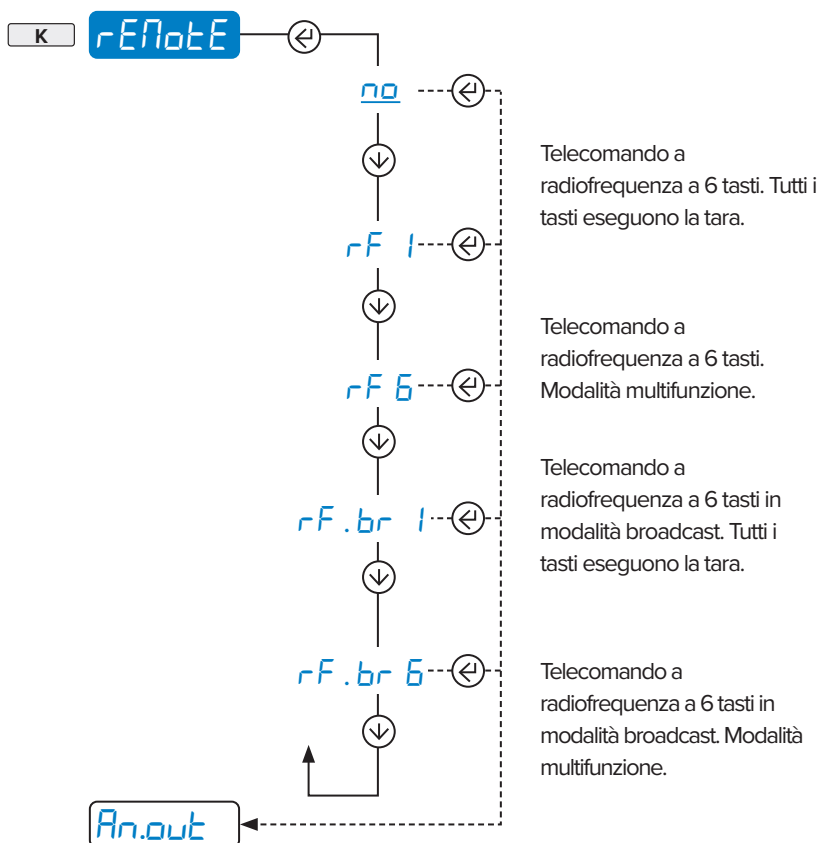 K
rEMotE
no
Telecomando a
radiofrequenza a 6 tasti. Tutti i
tasti eseguono la tara.
rF 1
Telecomando a
radiofrequenza a 6 tasti.
Modalità multifunzione.
rF 6
Telecomando a
radiofrequenza a 6 tasti in
modalità broadcast. Tutti i
tasti eseguono la tara.
rF.br 1
rF.br 6
Telecomando a
radiofrequenza a 6 tasti in
modalità broadcast. Modalità
multifunzione.
An.out